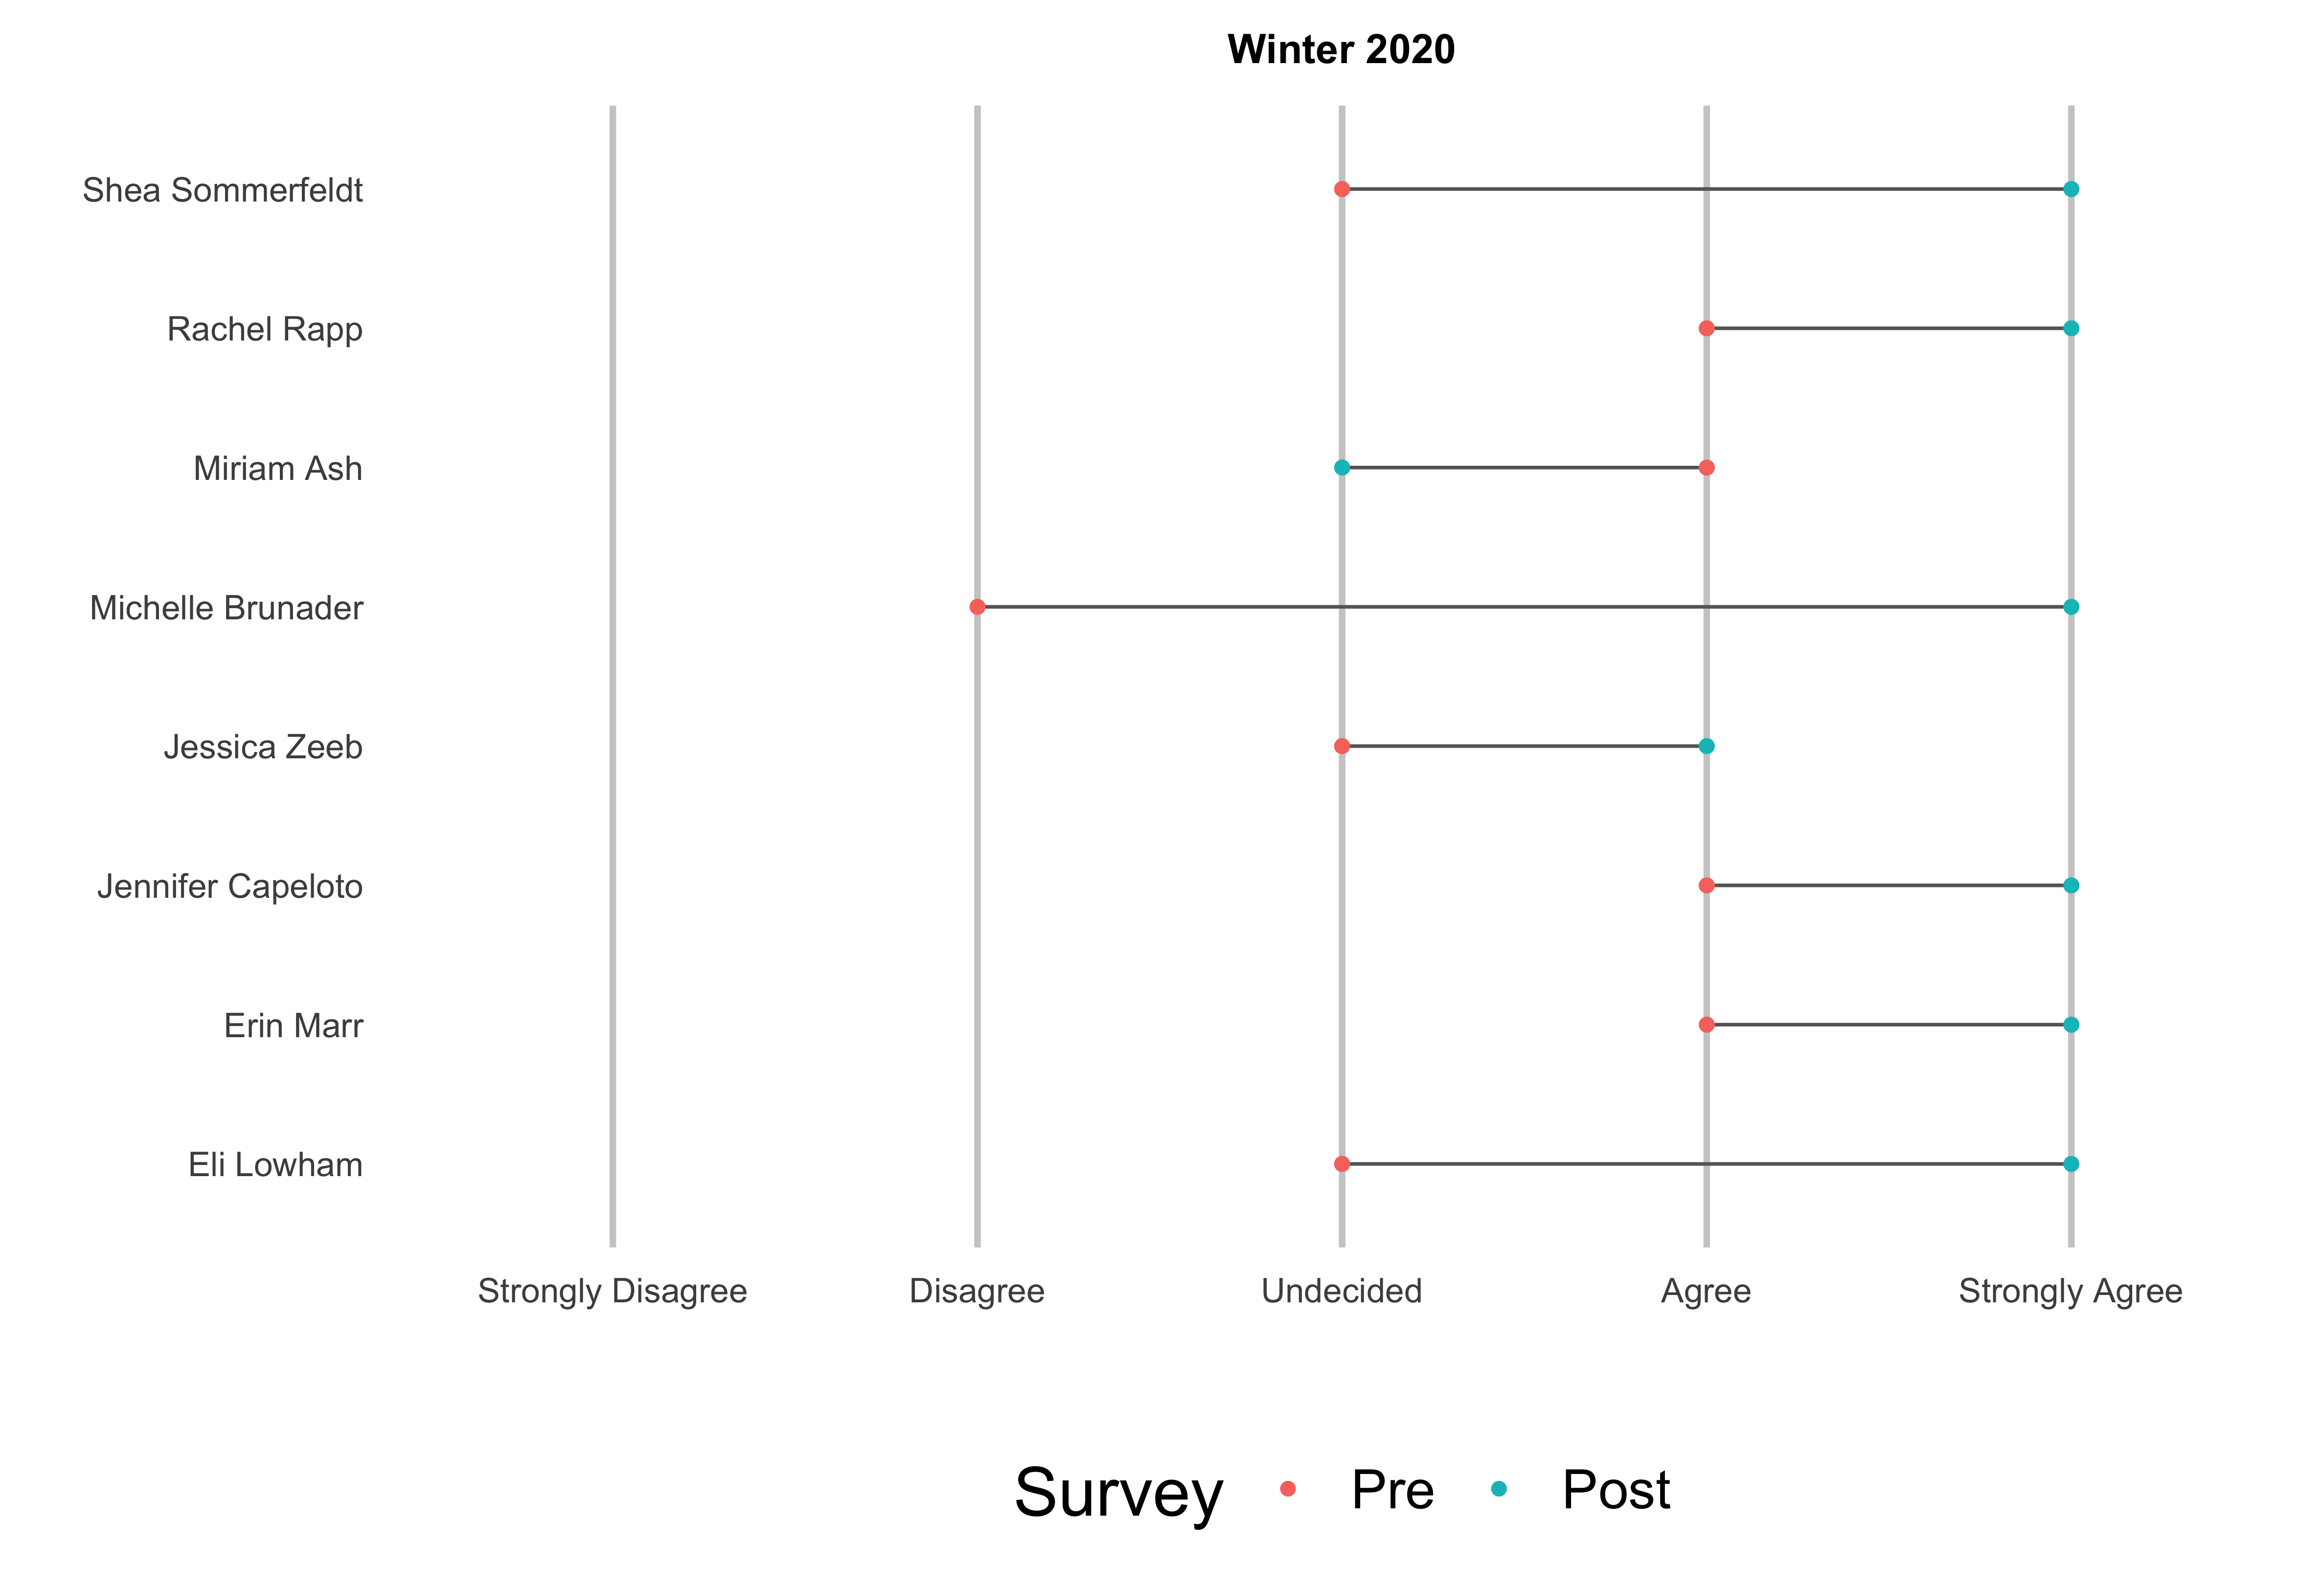 Winter 2020
Shea Sommerfeldt
Rachel Rapp
Miriam Ash
Michelle Brunader
Jessica Zeeb
Jennifer Capeloto
Erin Marr
Eli Lowham
Strongly Disagree Disagree Undecided Agree Strongly Agree
Survey Pre Post